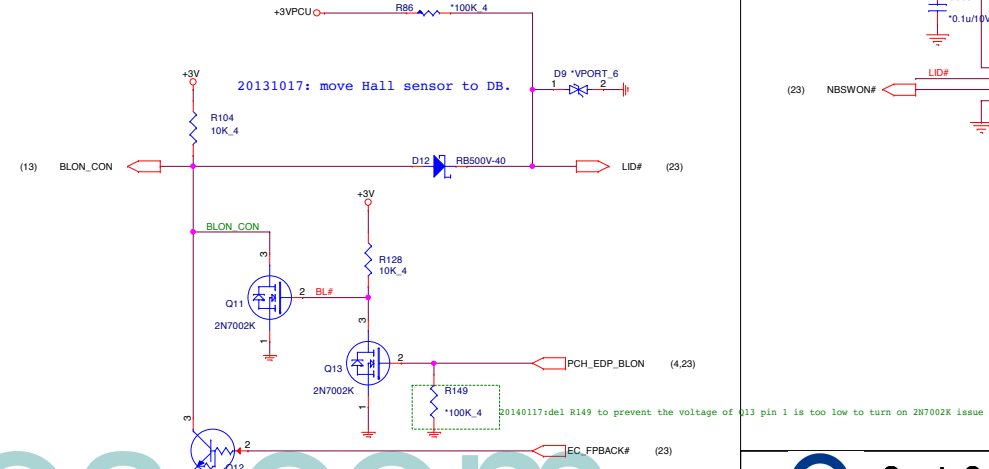 +3VPCU
R86
*100K_4
*0.1u/10V
+3V
20131017: move Hall sensor to DB.
D9 *VPORT_6
1
2
LID#
(23)
NBSWON#
R104
10K_4
(13)
BLON_CON
D12
RB500V-40
LID#
(23)
+3V
BLON_CON
3
R128
10K_4
2
BL#
Q11
2N7002K
1
3
Q13
2N7002K
2
PCH_EDP_BLON
(4,23)
1
R149
*100K_4
20140117:del R149 to prevent the voltage of Q13 pin 1 is too low to turn on 2N7002K issue
3
2
EC_FPBACK#
(23)
Q12